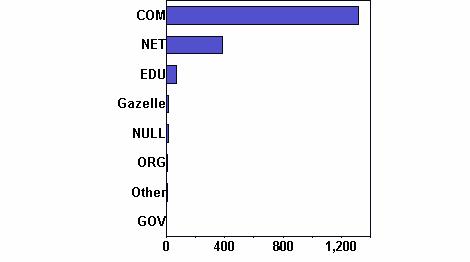 COM
NET
EDU
Gazelle
NULL
ORG
Other
GOV
0 400 800 1,200